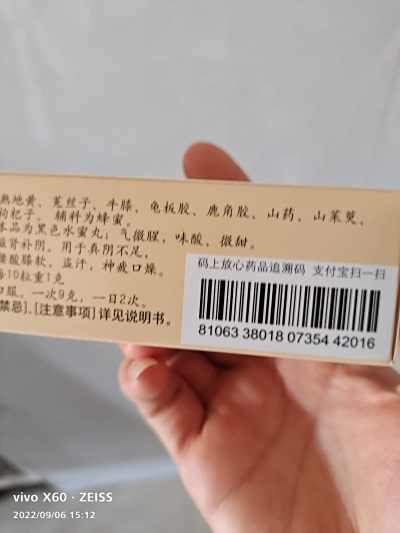 熟地黄、菟丝子、牛膝、龟板胶、鹿角胶、山药、山茱萸、
枸杞子。辅料为蜂蜜。
本品为黑色水蜜丸；气微腥，味酸、微甜。
滋肾补阴。用于真阴不足，
腰酸膝软，盗汗，神疲口燥。
每10粒重1克
口服。一次9克，一日2次。
禁忌]、[注意事项]详见说明书。
码上放心药品追溯码 支付宝扫一扫
81063 38018 07354 42016
vivo X60 · ZEISS
2022/09/06 15:12